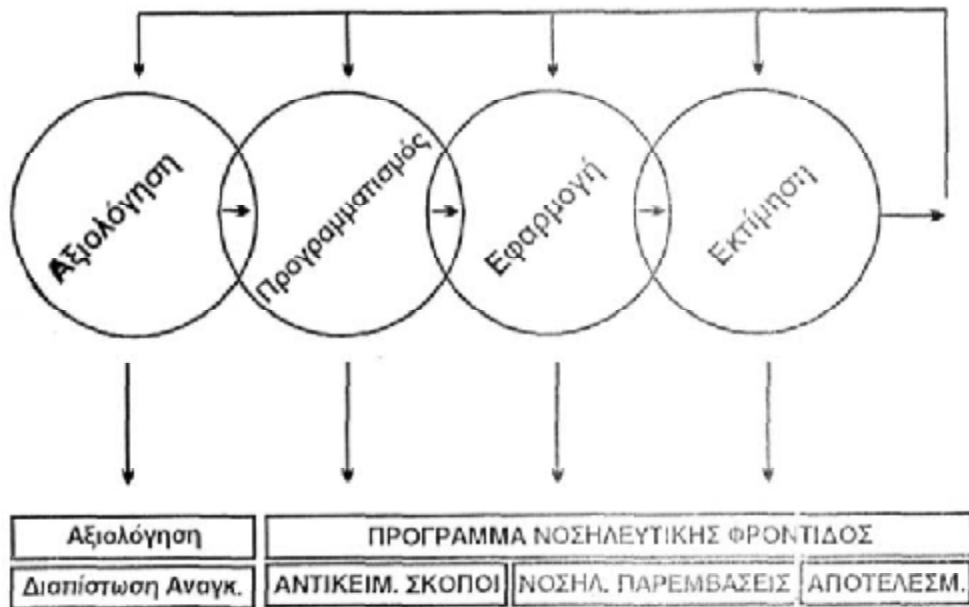 Αξιολόγηση
Προγραμματισμός
Εφαρμογή
Εκτίμηση
Αξιολόγηση
ΠΡΟΓΡΑΜΜΑ ΝΟΣΗΛΕΥΤΙΚΗΣ ΦΡΟΝΤΙΔΟΣ
Διαπίστωση Αναγκ.
ΑΝΤΙΚΕΙΜ. ΣΚΟΠΟΙ
ΝΟΣΗΛ. ΠΑΡΕΜΒΑΣΕΙΣ
ΑΠΟΤΕΛΕΣΜ.